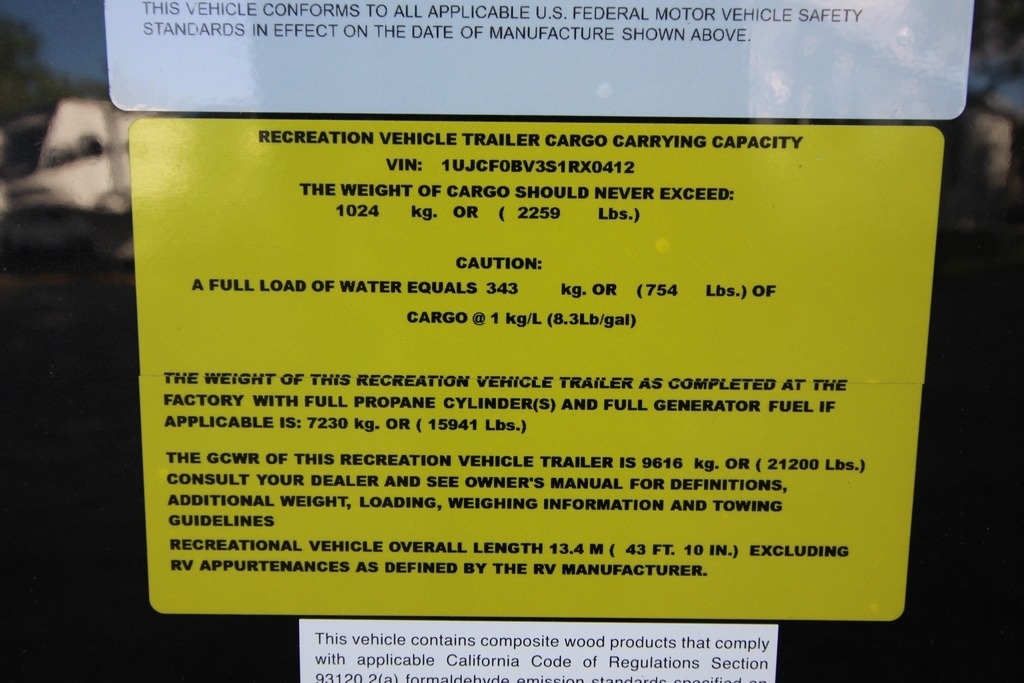 THIS VEHICLE CONFORMS TO ALL APPLICABLE U.S. FEDERAL MOTOR VEHICLE SAFETY
STANDARDS IN EFFECT ON THE DATE OF MANUFACTURE SHOWN ABOVE.
RECREATION VEHICLE TRAILER CARGO CARRYING CAPACITY
VIN: 1UJCF0BV3S1RX0412
THE WEIGHT OF CARGO SHOULD NEVER EXCEED:
1024 kg. OR ( 2259 Lbs.)
CAUTION:
A FULL LOAD OF WATER EQUALS 343 kg. OR (754 Lbs.) OF
CARGO @ 1 kg/L (8.3Lb/gal)
THE WEIGHT OF THIS RECREATION VEHICLE TRAILER AS COMPLETED AT THE
FACTORY WITH FULL PROPANE CYLINDER(S) AND FULL GENERATOR FUEL IF
APPLICABLE IS: 7230 kg. OR ( 15941 Lbs.)
THE GCWR OF THIS RECREATION VEHICLE TRAILER IS 9616 kg. OR ( 21200 Lbs.)
CONSULT YOUR DEALER AND SEE OWNER'S MANUAL FOR DEFINITIONS,
ADDITIONAL WEIGHT, LOADING, WEIGHING INFORMATION AND TOWING
GUIDELINES
RECREATIONAL VEHICLE OVERALL LENGTH 13.4 M ( 43 FT. 10 IN.) EXCLUDING
RV APPURTENANCES AS DEFINED BY THE RV MANUFACTURER.
This vehicle contains composite wood products that comply
with applicable California Code of Regulations Section
93120.2(a) formaldehyde emission standards specified on